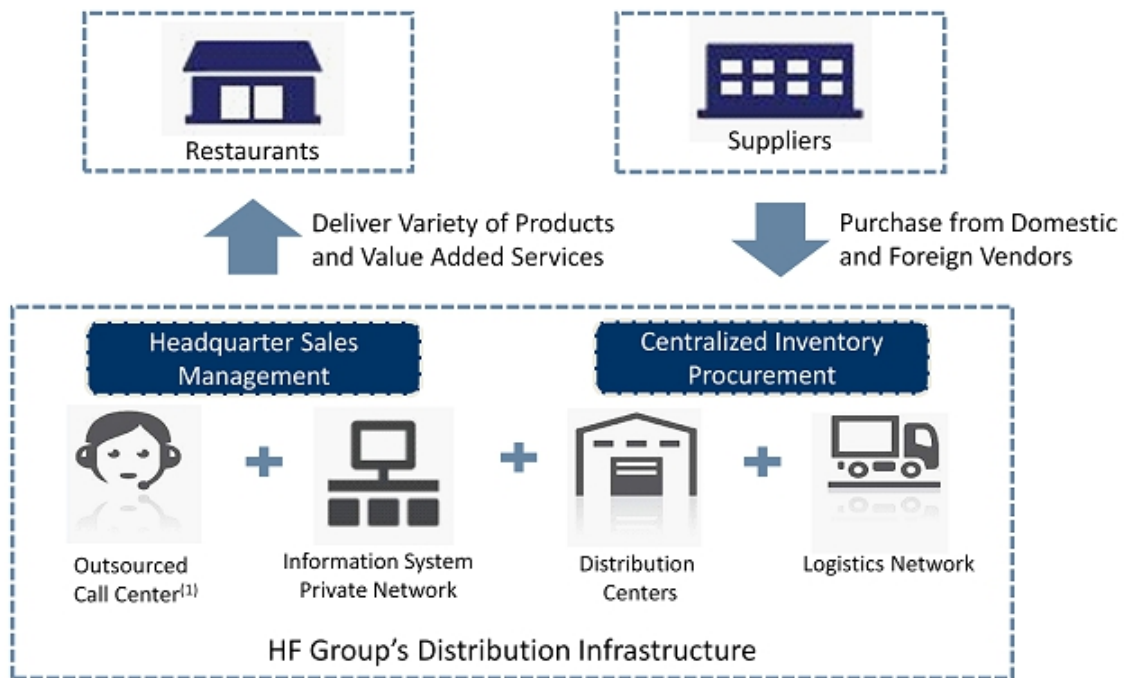 Restaurants
Suppliers
Deliver Variety of Products
and Value Added Services
Purchase from Domestic
and Foreign Vendors
Headquarter Sales
Management
Centralized Inventory
Procurement
Outsourced
Call Center(1)
Information System
Private Network
Distribution
Centers
Logistics Network
HF Group's Distribution Infrastructure